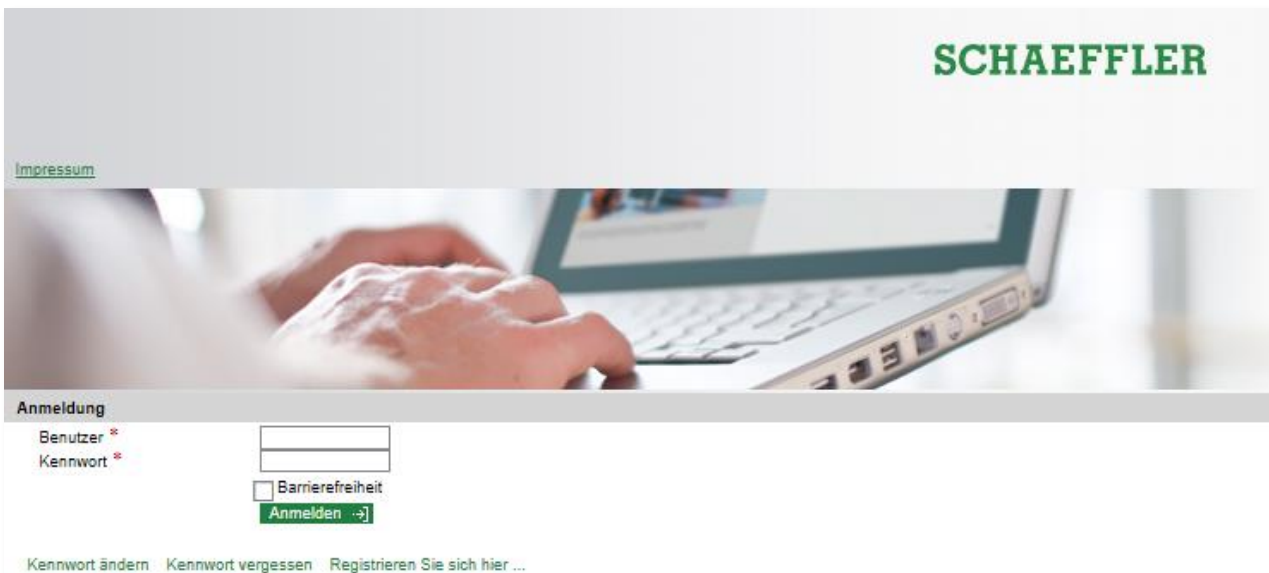 SCHAEFFLER
Impressum
Anmeldung
Benutzer *
Kennwort *
Barrierefreiheit
Anmelden
Kennwort ändern Kennwort vergessen Registrieren Sie sich hier ...